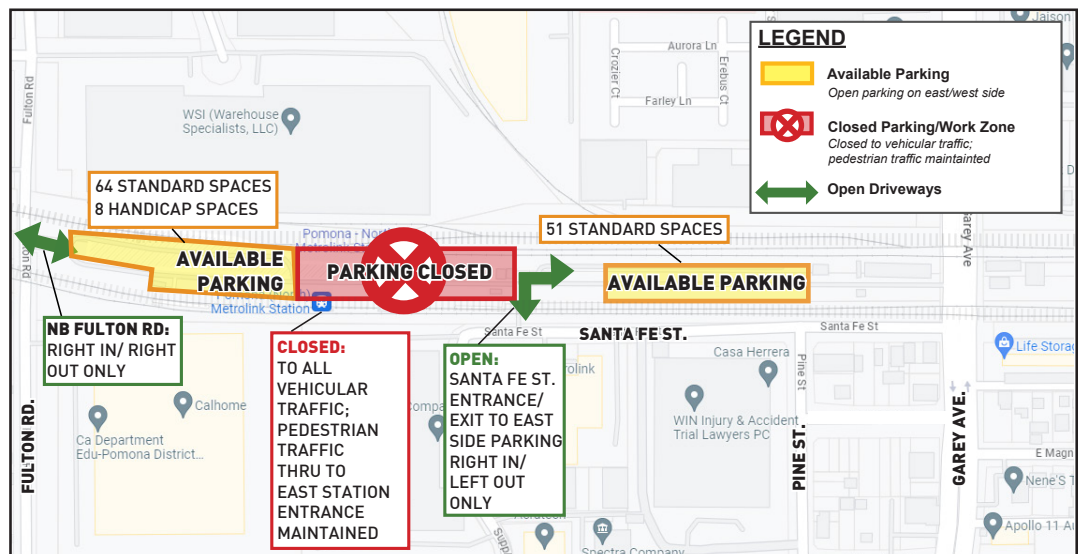 LEGEND
Available Parking
Open parking on east/west side
Closed Parking/Work Zone
Closed to vehicular traffic;
pedestrian traffic maintainted
Open Driveways
Jaison
Aurora Ln
Crozier Ct
Erebus Ct
Farley Ln
Fulton Rd
WSI (Warehouse
Specialists, LLC)
64 STANDARD SPACES
8 HANDICAP SPACES
51 STANDARD SPACES
Garey Ave
Pomona - North
Metrolink
AVAILABLE
PARKING
PARKING CLOSED
AVAILABLE PARKING
Metrolink Station
NB FULTON RD:
RIGHT IN/ RIGHT
OUT ONLY
CLOSED:
TO ALL
VEHICULAR
TRAFFIC;
PEDESTRIAN
TRAFFIC
THRU TO
EAST STATION
ENTRANCE
MAINTAINED
OPEN:
SANTA FE ST.
ENTRANCE/
EXIT TO EAST
SIDE PARKING
RIGHT IN/
LEFT OUT
ONLY
Santa Fe St
SANTA FE ST.
Santa Fe St
Casa Herrera
Pine St
Life Storag
WIN Injury & Accident
Trial Lawyers PC
Calhome
Ca Department
Edu-Pomona District...
FULTON RD.
PINE ST.
GAREY AVE.
E Magn
Nene'S T
Apollo 11 Au
Spectra Company